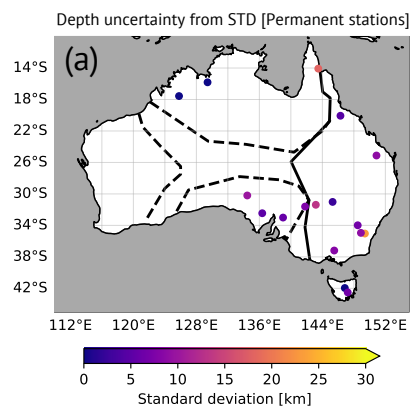 Depth uncertainty from STD [Permanent stations]
(a)
14°S
18°S
22°S
26°S
30°S
34°S
38°S
42°S
112°E 120°E 128°E 136°E 144°E 152°E
0 5 10 15 20 25 30
Standard deviation [km]